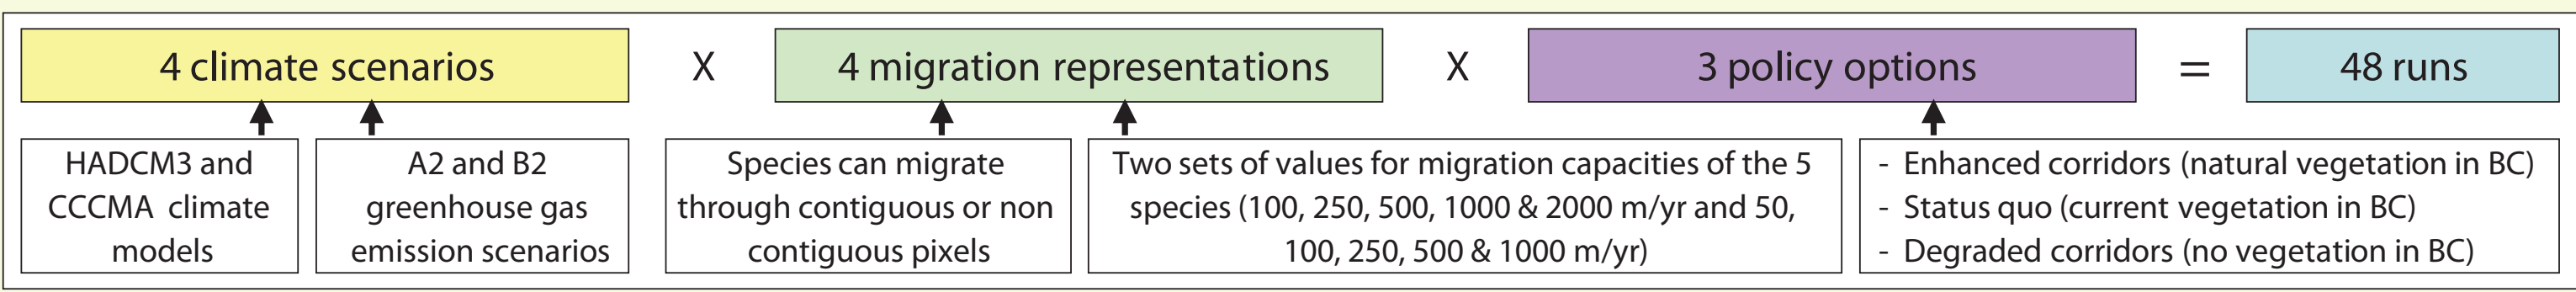 4 climate scenarios X 4 migration representations X 3 policy options = 48 runs
HADCM3 and
CCCMA climate
models
A2 and B2
greenhouse gas
emission scenarios
Species can migrate
through contiguous or non
contiguous pixels
Two sets of values for migration capacities of the 5
species (100, 250, 500, 1000 & 2000 m/yr and 50,
100, 250, 500 & 1000 m/yr)
- Enhanced corridors (natural vegetation in BC)
- Status quo (current vegetation in BC)
- Degraded corridors (no vegetation in BC)